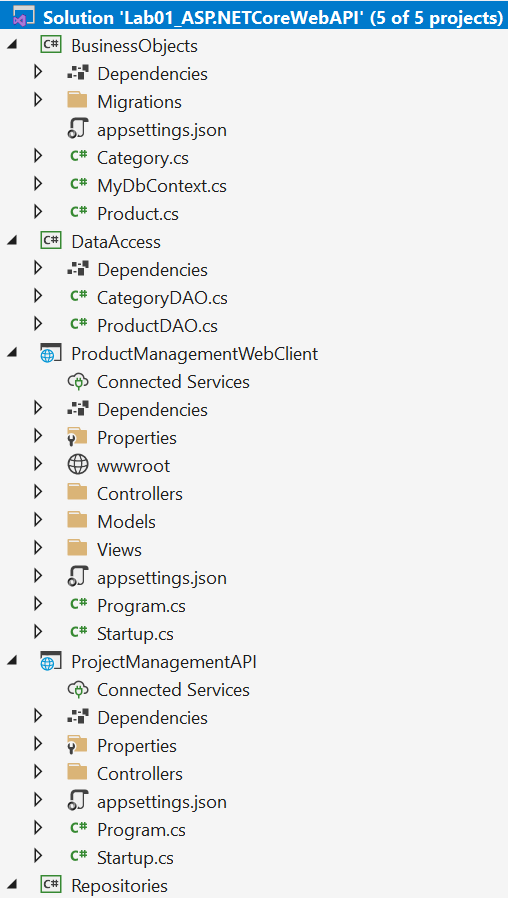 Solution 'Lab01_ASP.NETCoreWebAPI' (5 of 5 projects)
C# BusinessObjects
Dependencies
Migrations
appsettings.json
C# Category.cs
C# MyDbContext.cs
C# Product.cs
C# DataAccess
Dependencies
C# CategoryDAO.cs
C# ProductDAO.cs
ProductManagementWebClient
Connected Services
Dependencies
Properties
wwwroot
Controllers
Models
Views
appsettings.json
C# Program.cs
C# Startup.cs
ProjectManagementAPI
Connected Services
Dependencies
Properties
Controllers
appsettings.json
C# Program.cs
C# Startup.cs
C# Repositories